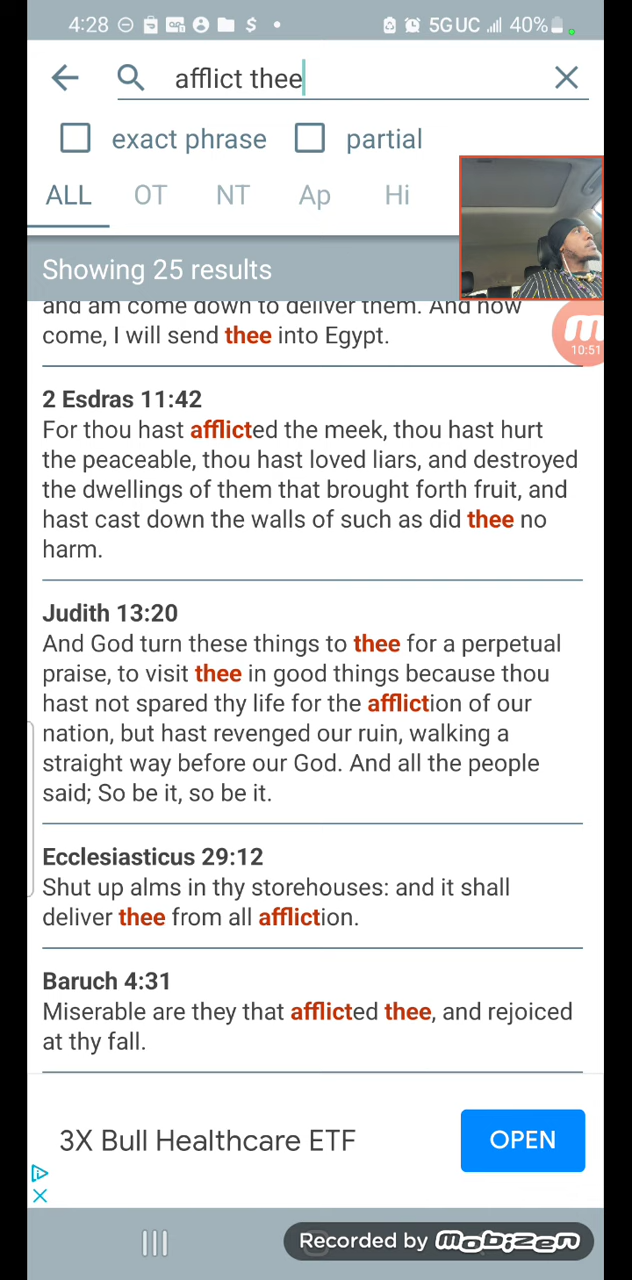 4:28 $ 5GUC 40%
afflict thee
exact phrase partial
ALL OT NT Ap Hi
Showing 25 results
and am come down to deliver them. And now
come, I will send thee into Egypt.
10:51
2 Esdras 11:42
For thou hast afflicted the meek, thou hast hurt
the peaceable, thou hast loved liars, and destroyed
the dwellings of them that brought forth fruit, and
hast cast down the walls of such as did thee no
harm.
Judith 13:20
And God turn these things to thee for a perpetual
praise, to visit thee in good things because thou
hast not spared thy life for the affliction of our
nation, but hast revenged our ruin, walking a
straight way before our God. And all the people
said; So be it, so be it.
Ecclesiasticus 29:12
Shut up alms in thy storehouses: and it shall
deliver thee from all affliction.
Baruch 4:31
Miserable are they that afflicted thee, and rejoiced
at thy fall.
3X Bull Healthcare ETF
OPEN
Recorded by mobizen